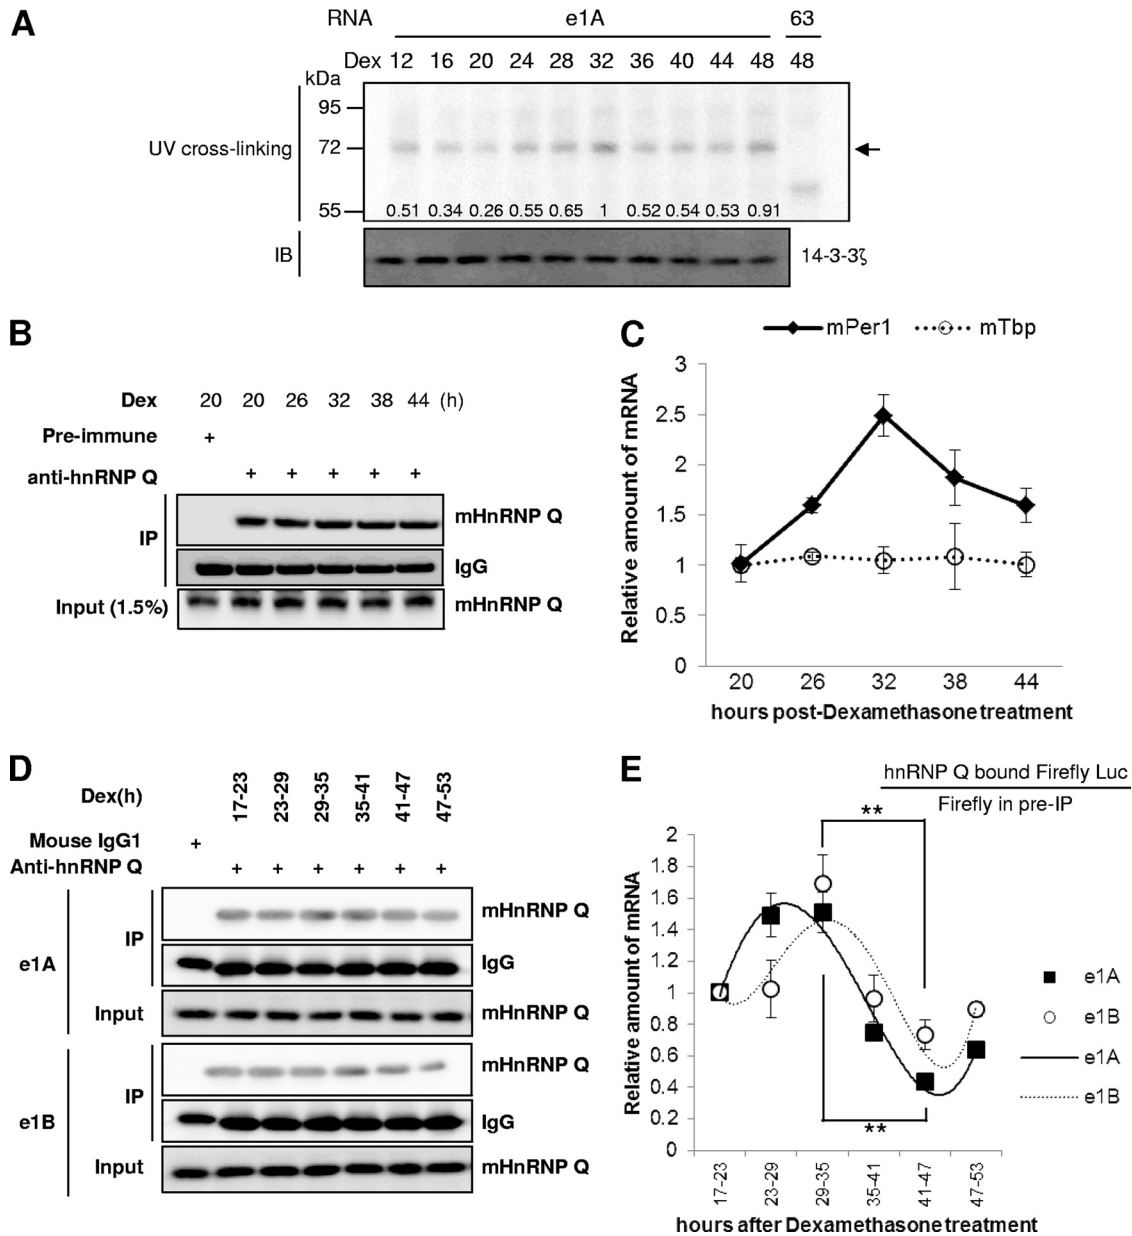 A
RNA e1A 63
Dex 12 16 20 24 28 32 36 40 44 48 48
kDa
95
UV cross-linking 72
55 0.51 0.34 0.26 0.55 0.65 1 0.52 0.54 0.53 0.91
IB 14-3-3ζ
B
Dex 20 20 26 32 38 44 (h)
Pre-immune +
anti-hnRNP Q + + + + +
IP
mHnRNP Q
IgG
Input (1.5%) mHnRNP Q
C
mPer1 mTbp
Relative amount of mRNA
3
2.5
2
1.5
1
0.5
0
20 26 32 38 44
hours post-Dexamethasone treatment
D
Dex(h) 17-23 23-29 29-35 35-41 41-47 47-53
Mouse IgG1 +
Anti-hnRNP Q + + + + + +
e1A
IP
mHnRNP Q
IgG
Input mHnRNP Q
e1B
IP
mHnRNP Q
IgG
Input mHnRNP Q
E
hnRNP Q bound Firefly Luc
Firefly in pre-IP
Relative amount of mRNA
2
1.8
1.6
1.4
1.2
1
0.8
0.6
0.4
0.2
0
**
**
17-23 23-29 29-35 35-41 41-47 47-53
hours after Dexamethasone treatment
e1A
e1B
e1A
e1B